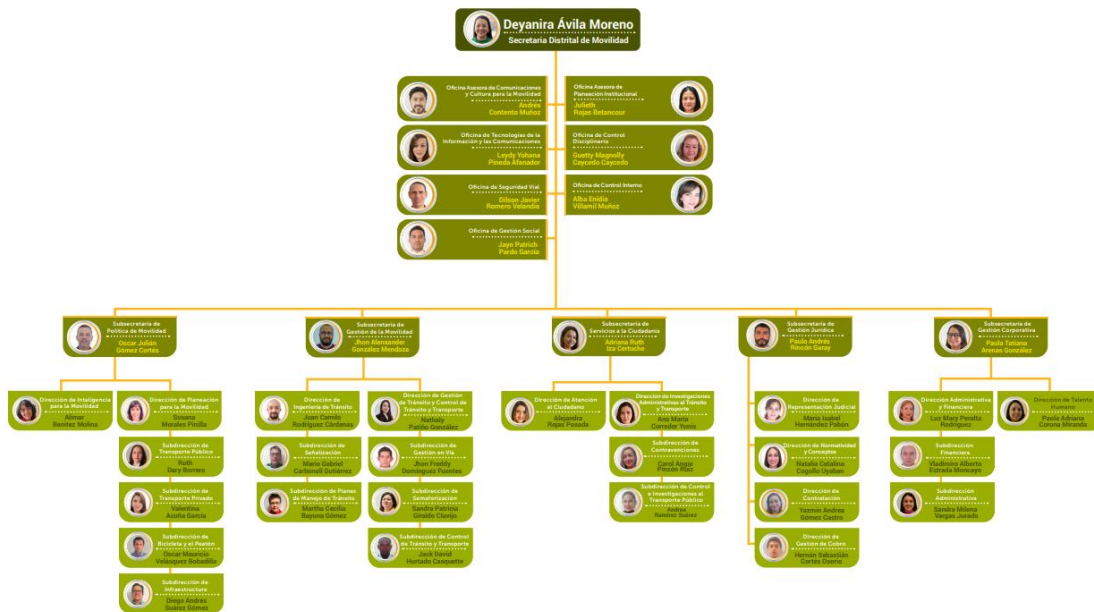 Deyanira Ávila Moreno
Secretaria Distrital de Movilidad
Oficina Asesora de Comunicaciones
y Cultura para la Movilidad
Andrés
Contento Muñoz
Oficina Asesora de
Planeación Institucional
Julieth
Rojas Betancour
Oficina de Tecnologías de la
Información y las Comunicaciones
Leydy Yohana
Pineda Afanador
Oficina de Control
Disciplinario
Guetty Magnolly
Caycedo Caycedo
Oficina de Seguridad Vial
Dilson Javier
Romero Velandia
Oficina de Control Interno
Alba Enidia
Villamil Muñoz
Oficina de Gestión Social
Jayn Patrich
Pardo García
Subsecretaría de
Política de Movilidad
Oscar Julián
Gómez Cortés
Subsecretaría de
Gestión de la Movilidad
Jhon Alenxander
González Mendoza
Subsecretaría de
Servicios a la Ciudadanía
Adriana Ruth
Iza Certuche
Subsecretaría de
Gestión Jurídica
Paulo Andrés
Rincón Garay
Subsecretaría de
Gestión Corporativa
Paula Tatiana
Arenas González
Dirección de Inteligencia
para la Movilidad
Almar
Benitez Molina
Dirección de Planeación
para la Movilidad
Susana
Morales Pinilla
Subdirección de
Transporte Público
Ruth
Dary Borrero
Subdirección de
Transporte Privado
Valentina
Acuña García
Subdirección de
Bicicleta y el Peatón
Oscar Mauricio
Velásquez Bobadilla
Subdirección de
Infraestructura
Diego Andrés
Suárez Gómez
Dirección de
Ingeniería de Tránsito
Juan Camilo
Rodríguez Cárdenas
Subdirección de
Señalización
Mario Gabriel
Carbonell Gutiérrez
Subdirección de Planes
de Manejo de Tránsito
Martha Cecilia
Bayona Gómez
Dirección de Gestión
de Tránsito y Control de
Tránsito y Transporte
Nathaly
Patiño González
Subdirección de
Gestión en Vía
Jhon Freddy
Domínguez Fuentes
Subdirección de
Semaforización
Sandra Patricia
Giraldo Clavijo
Subdirección de Control
de Tránsito y Transporte
Jack David
Hurtado Casquette
Dirección de Atención
al Ciudadano
Alejandra
Rojas Posada
Dirección de Investigaciones
Administrativas al Tránsito y
Transporte
Ana María
Corredor Yunis
Subdirección de
Contravenciones
Carol Angie
Pinzón Ruiz
Subdirección de Control
e Investigaciones al
Transporte Público
Andrea
Ramírez Suárez
Dirección de
Representación Judicial
María Isabel
Hernández Pabón
Dirección de Normatividad
y Conceptos
Natalia Catalina
Cogollo Uyaban
Dirección de
Contratación
Yazmín Andrea
Gómez Castro
Dirección de
Gestión de Cobro
Hernán Sebastián
Cortés Osorio
Dirección Administrativa
y Financiera
Luz Mary Peralta
Rodríguez
Subdirección
Financiera
Vladimiro Alberto
Estrada Moncayo
Subdirección
Administrativa
Sandra Milena
Vargas Jurado
Dirección de Talento
Humano
Paola Adriana
Corona Miranda